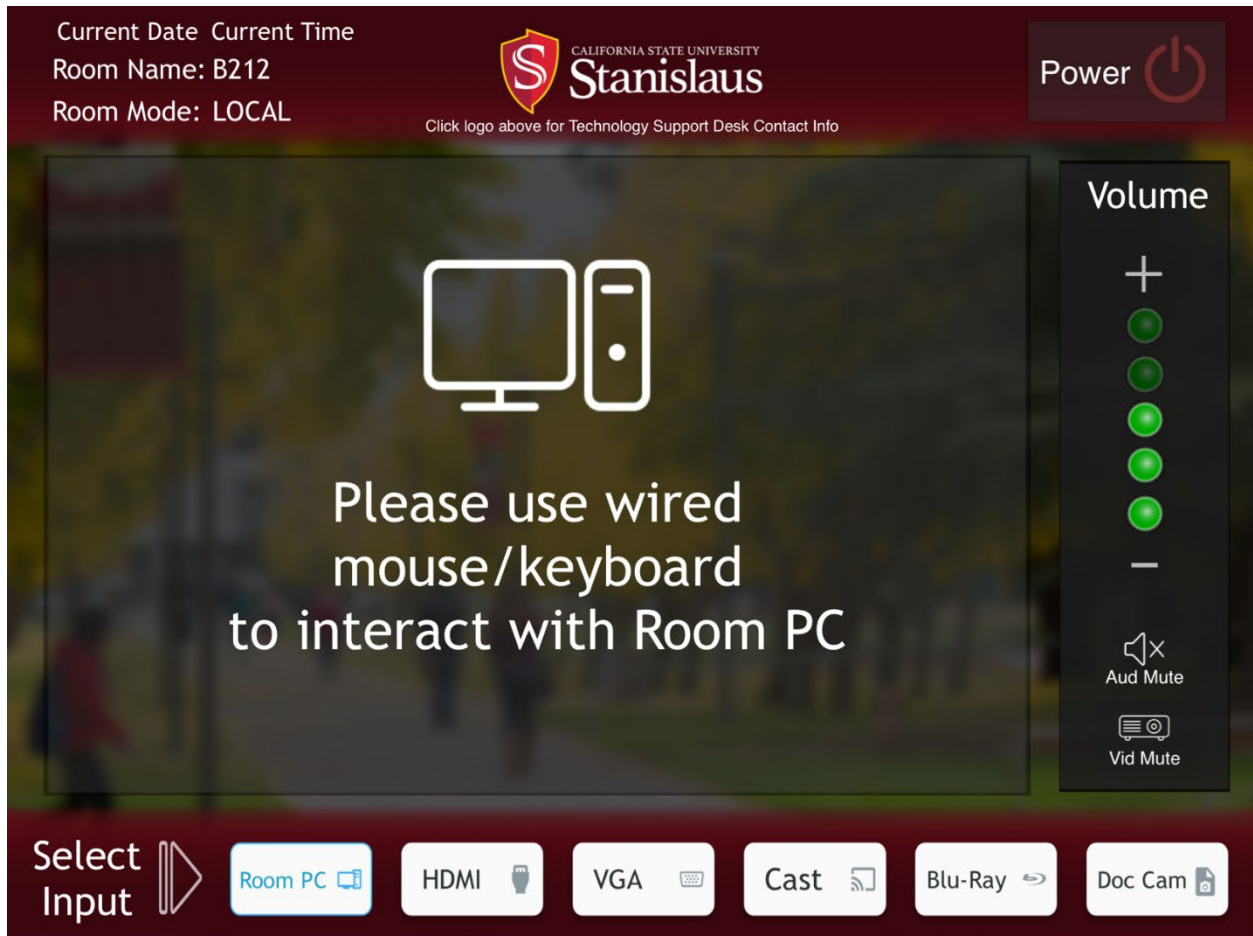 Current Date Current Time
Room Name: B212
Room Mode: LOCAL
CALIFORNIA STATE UNIVERSITY
Stanislaus
Click logo above for Technology Support Desk Contact Info
Power
Volume
Please use wired
mouse/keyboard
to interact with Room PC
Aud Mute
Vid Mute
Select
Input
Room PC
HDMI
VGA
Cast
Blu-Ray
Doc Cam